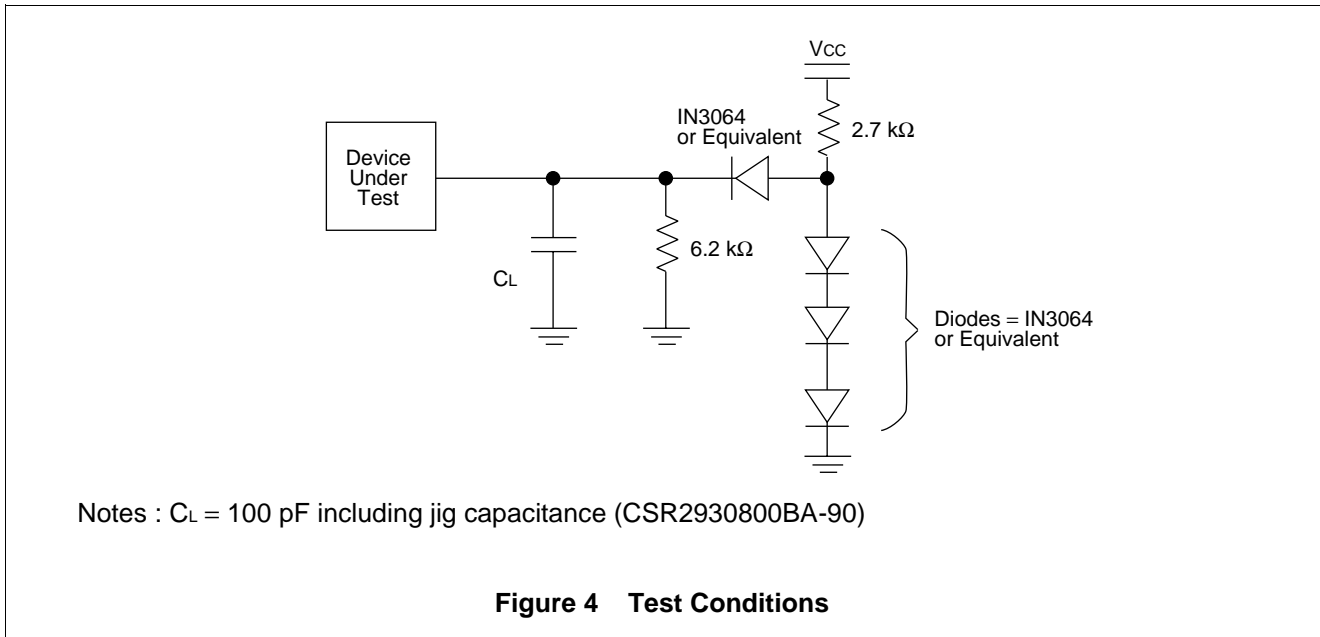 VCC
IN3064
or Equivalent
2.7 kΩ
Device
Under
Test
6.2 kΩ
CL
Diodes = IN3064
or Equivalent
Notes : CL = 100 pF including jig capacitance (CSR2930800BA-90)
Figure 4 Test Conditions